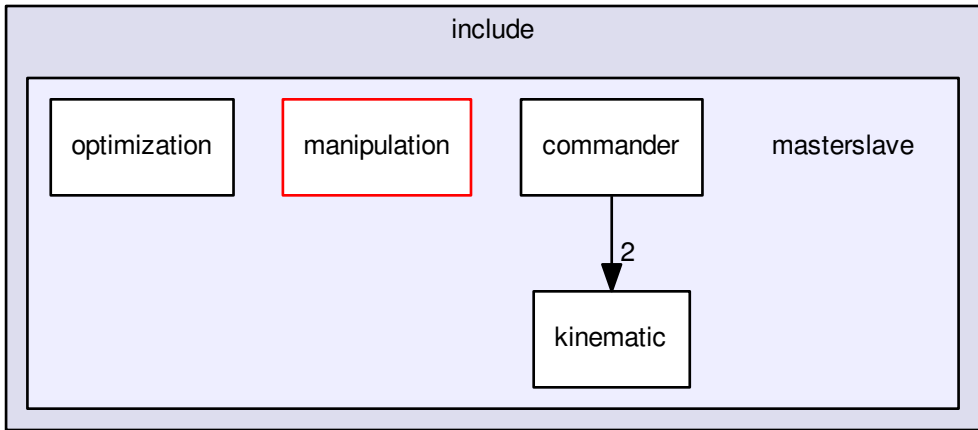 include
optimization
manipulation
commander
masterslave
2
kinematic